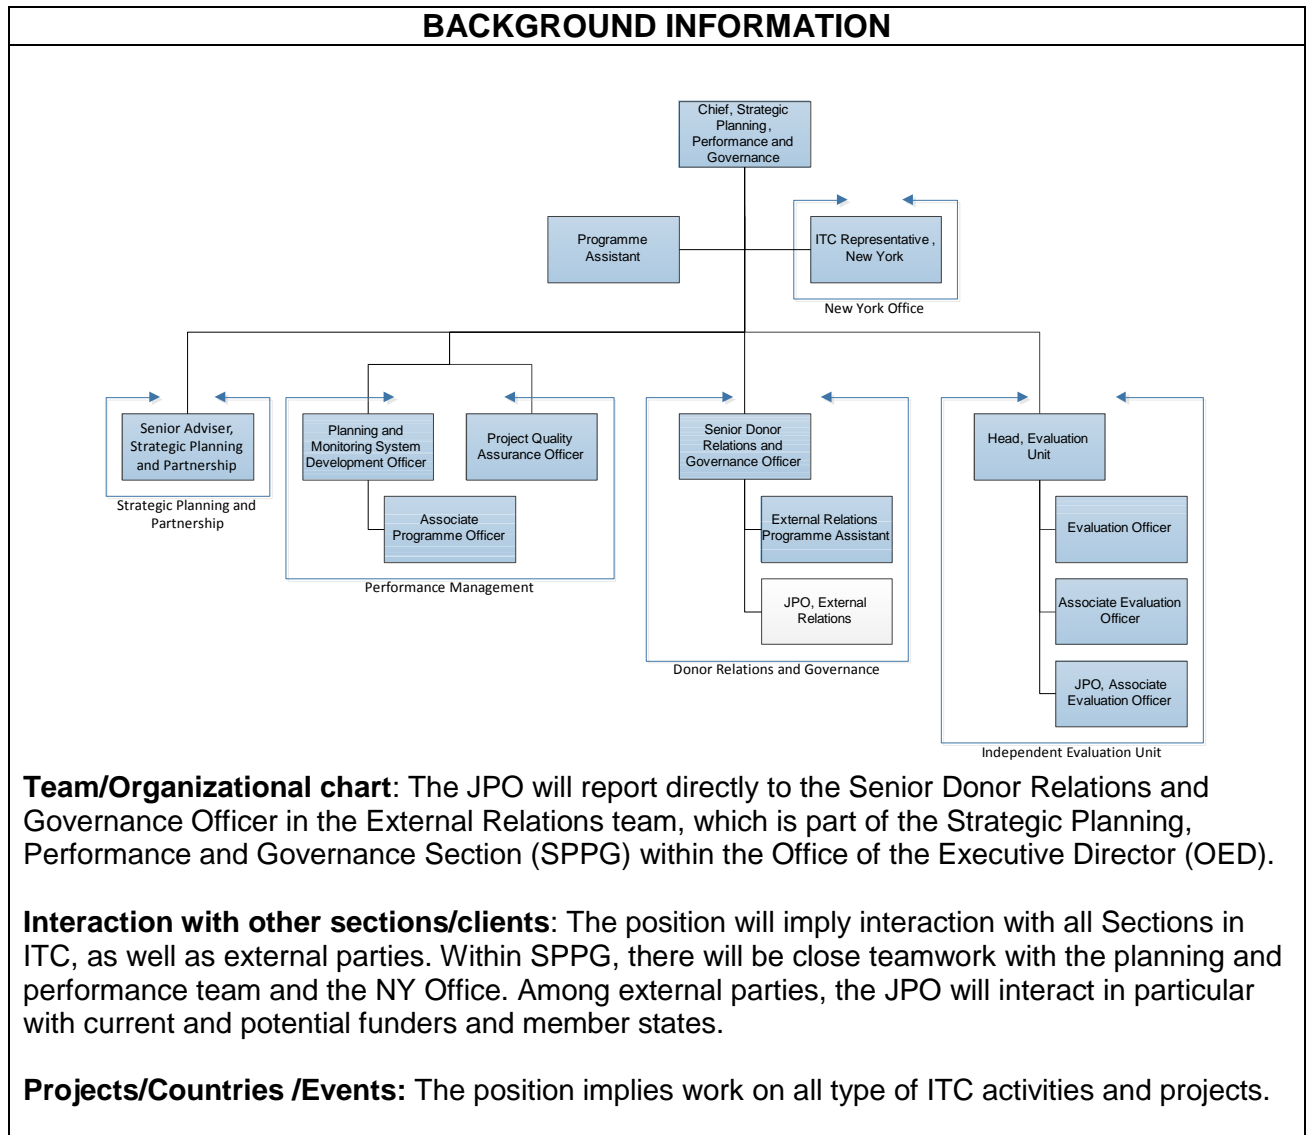 BACKGROUND INFORMATION
Chief, Strategic
Planning,
Performance and
Governance
Programme
Assistant
ITC Representative ,
New York
New York Office
Senior Adviser,
Strategic Planning
and Partnership
Strategic Planning and
Partnership
Planning and
Monitoring System
Development Officer
Project Quality
Assurance Officer
Associate
Programme Officer
Performance Management
Senior Donor
Relations and
Governance Officer
External Relations
Programme Assistant
JPO, External
Relations
Donor Relations and Governance
Head, Evaluation
Unit
Evaluation Officer
Associate Evaluation
Officer
JPO, Associate
Evaluation Officer
Independent Evaluation Unit
Team/Organizational chart: The JPO will report directly to the Senior Donor Relations and
Governance Officer in the External Relations team, which is part of the Strategic Planning,
Performance and Governance Section (SPPG) within the Office of the Executive Director (OED).
Interaction with other sections/clients: The position will imply interaction with all Sections in
ITC, as well as external parties. Within SPPG, there will be close teamwork with the planning and
performance team and the NY Office. Among external parties, the JPO will interact in particular
with current and potential funders and member states.
Projects/Countries /Events: The position implies work on all type of ITC activities and projects.